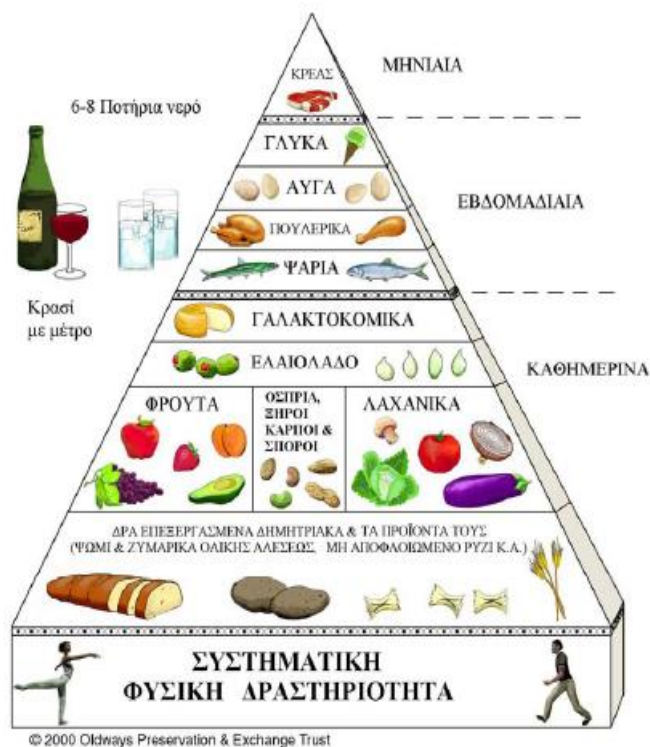 ΚΡΕΑΣ
ΜΗΝΙΑΙΑ
6-8 Ποτήρια νερό
ΓΛΥΚΑ
ΑΥΓΑ
ΕΒΔΟΜΑΔΙΑΙΑ
ΠΟΥΛΕΡΙΚΑ
ΨΑΡΙΑ
Κρασί
με μέτρο
ΓΑΛΑΚΤΟΚΟΜΙΚΑ
ΕΛΑΙΟΛΑΔΟ
ΚΑΘΗΜΕΡΙΝΑ
ΦΡΟΥΤΑ
ΟΣΠΡΙΑ,
ΞΗΡΟΙ
ΚΑΡΠΟΙ &
ΣΠΟΡΟΙ
ΛΑΧΑΝΙΚΑ
ΔΡΑ ΕΠΕΞΕΡΓΑΣΜΕΝΑ ΔΗΜΗΤΡΙΑΚΑ & ΤΑ ΠΡΟΪΟΝΤΑ ΤΟΥΣ
(ΨΩΜΙ & ΖΥΜΑΡΙΚΑ ΟΛΙΚΗΣ ΑΛΕΣΕΩΣ ΜΗ ΑΠΟΦΛΟΙΩΜΕΝΟ ΡΥΖΙ Κ.Α.)
ΣΥΣΤΗΜΑΤΙΚΗ
ΦΥΣΙΚΗ ΔΡΑΣΤΗΡΙΟΤΗΤΑ
© 2000 Oldways Preservation & Exchange Trust